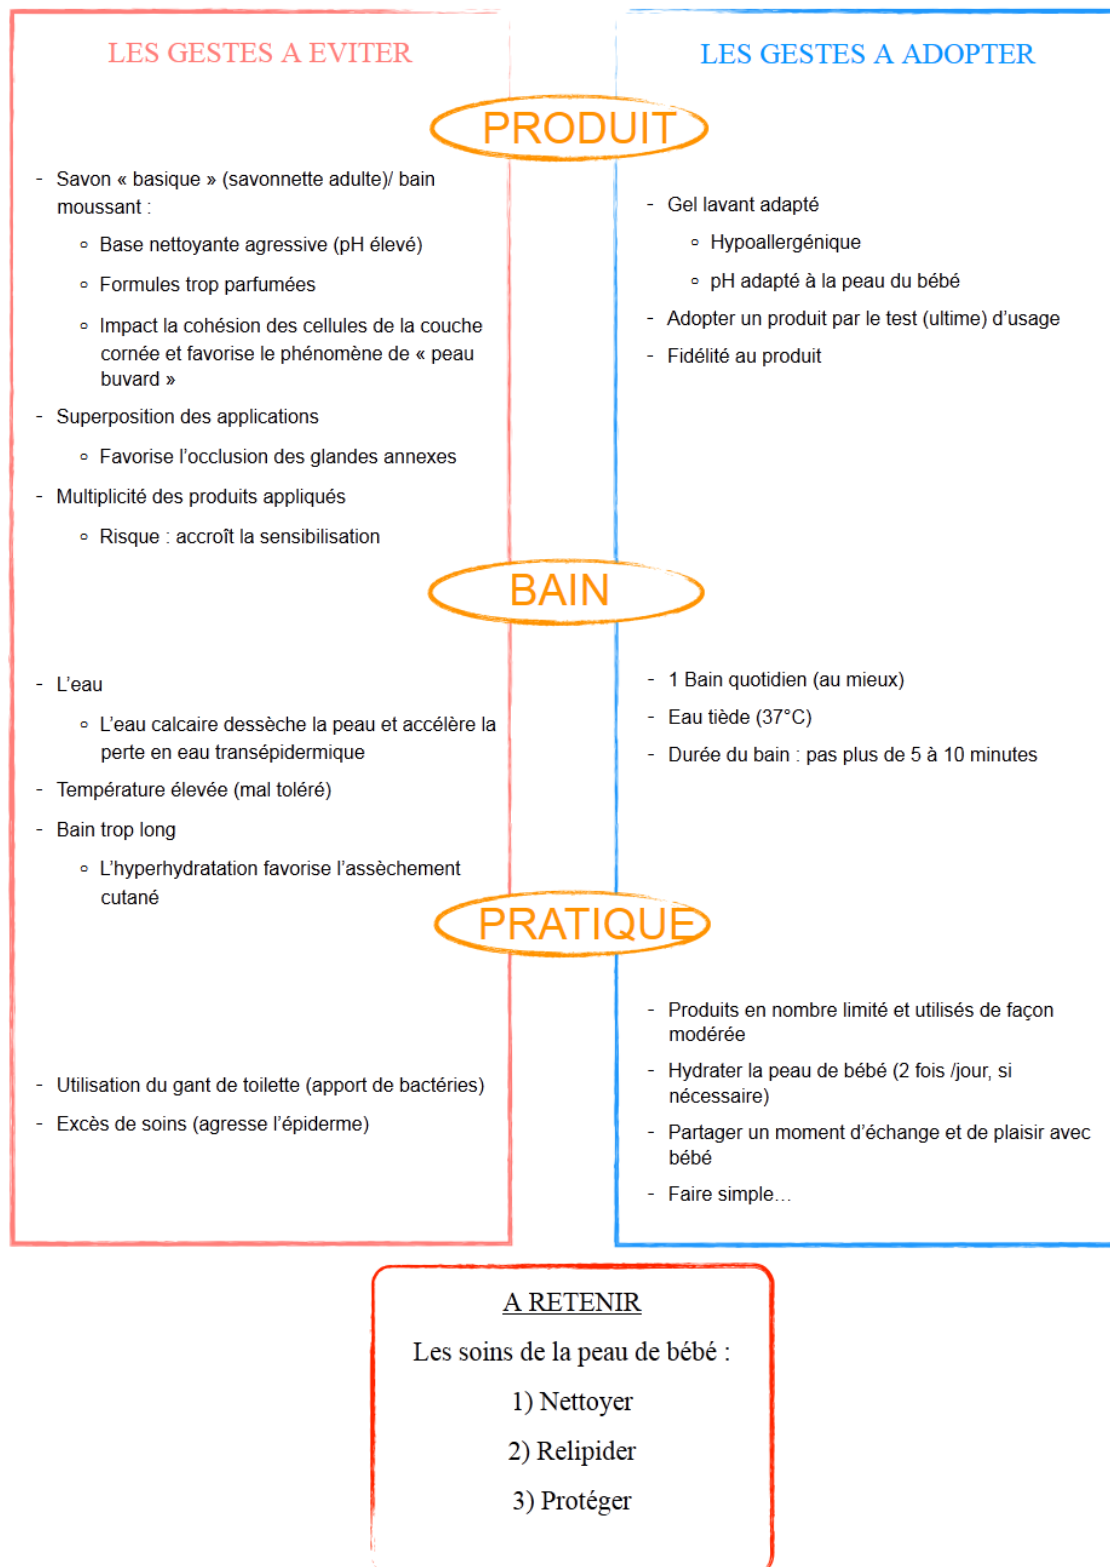 LES GESTES A EVITER
LES GESTES A ADOPTER
PRODUIT
- Savon « basique » (savonnette adulte)/ bain
moussant :
○ Base nettoyante agressive (pH élevé)
○ Formules trop parfumées
○ Impact la cohésion des cellules de la couche
cornée et favorise le phénomène de « peau
buvard »
- Superposition des applications
○ Favorise l’occlusion des glandes annexes
- Multiplicité des produits appliqués
○ Risque : accroît la sensibilisation
- Gel lavant adapté
○ Hypoallergénique
○ pH adapté à la peau du bébé
- Adopter un produit par le test (ultime) d’usage
- Fidélité au produit
BAIN
- L’eau
○ L’eau calcaire dessèche la peau et accélère la
perte en eau transépidermique
- Température élevée (mal toléré)
- Bain trop long
○ L’hyperhydratation favorise l’assèchement
cutané
- 1 Bain quotidien (au mieux)
- Eau tiède (37°C)
- Durée du bain : pas plus de 5 à 10 minutes
PRATIQUE
- Utilisation du gant de toilette (apport de bactéries)
- Excès de soins (agresse l’épiderme)
- Produits en nombre limité et utilisés de façon
modérée
- Hydrater la peau de bébé (2 fois /jour, si
nécessaire)
- Partager un moment d’échange et de plaisir avec
bébé
- Faire simple…
A RETENIR
Les soins de la peau de bébé :
1) Nettoyer
2) Relipider
3) Protéger